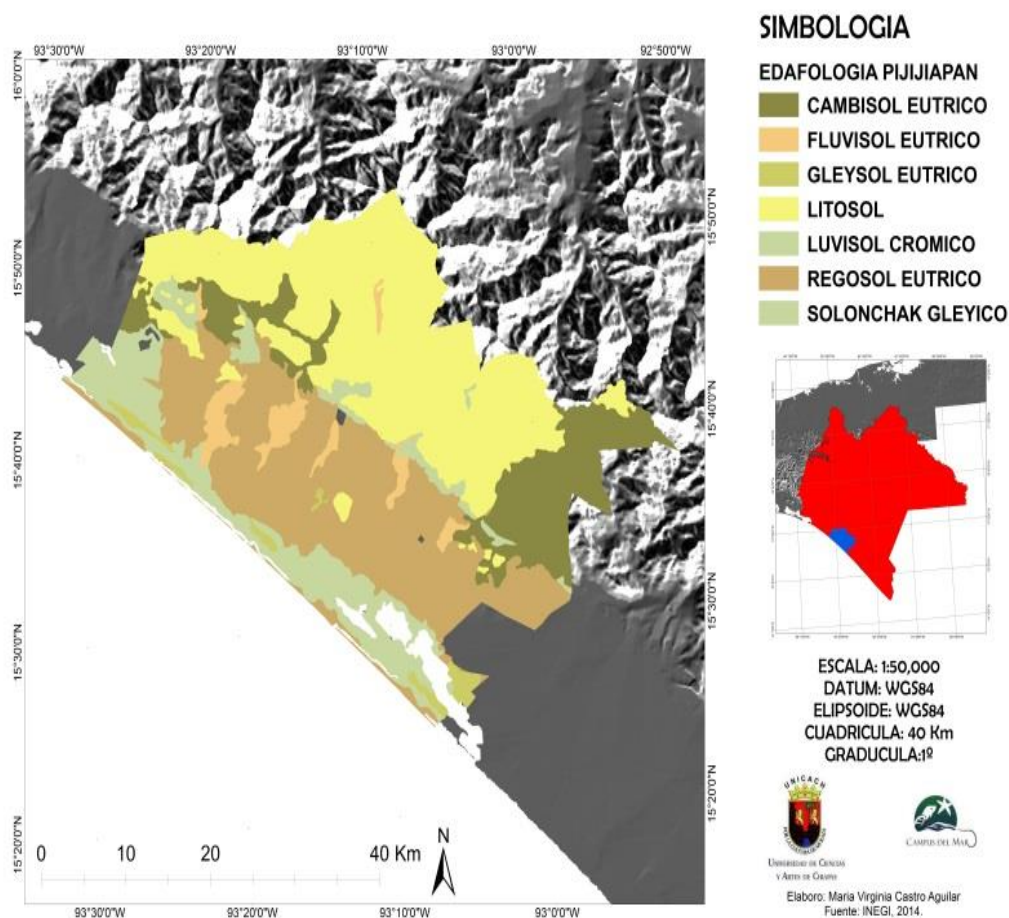 93°30'0"W 93°20'0"W 93°10'0"W 93°0'0"W 92°50'0"W
16°0'0"N
15°50'0"N
15°40'0"N
15°30'0"N
15°20'0"N
15°50'0"N
15°40'0"N
15°30'0"N
15°20'0"N
0 10 20 40 Km
N
93°30'0"W 93°20'0"W 93°10'0"W 93°0'0"W
SIMBOLOGIA
EDAFOLOGIA PIJIJIAPAN
CAMBISOL EUTRICO
FLUVISOL EUTRICO
GLEYSOL EUTRICO
LITOSOL
LUVISOL CROMICO
REGOSOL EUTRICO
SOLONCHAK GLEYICO
ESCALA: 1:50,000
DATUM: WGS84
ELIPSOIDE: WGS84
CUADRICULA: 40 Km
GRADUCULA:1º
UNICACH
UNIVERSIDAD DE CIENCIAS
Y ARTES DE CHIAPAS
CAMPUS DEL MAR
Elaboro: Maria Virginia Castro Aguilar
Fuente: INEGI, 2014.